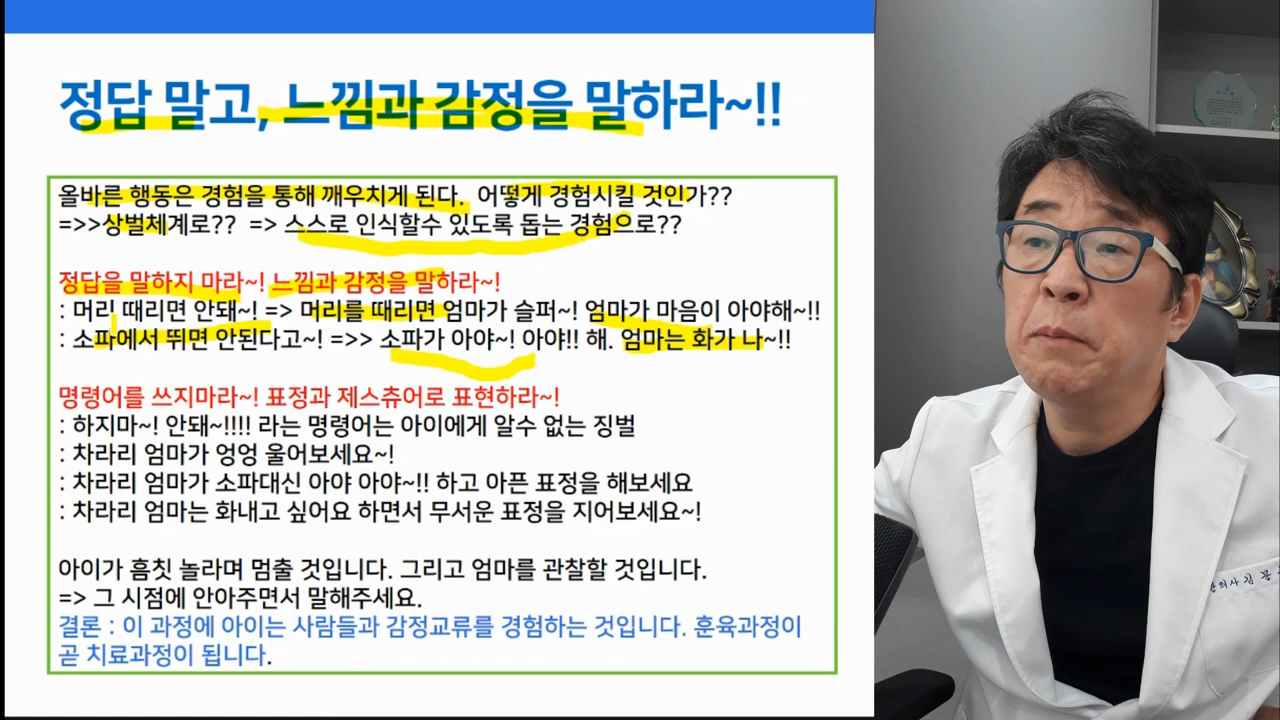 정답 말고, 느낌과 감정을 말하라~!!
올바른 행동은 경험을 통해 깨우치게 된다. 어떻게 경험시킬 것인가??
=>>상벌체계로?? => 스스로 인식할수 있도록 돕는 경험으로??
정답을 말하지 마라~! 느낌과 감정을 말하라~!
: 머리 때리면 안돼~! => 머리를 때리면 엄마가 슬퍼~! 엄마가 마음이 아야해~!!
: 소파에서 뛰면 안된다고~! =>> 소파가 아야~! 아야!! 해. 엄마는 화가 나~!!
명령어를 쓰지마라~! 표정과 제스츄어로 표현하라~!
: 하지마~! 안돼~!!!! 라는 명령어는 아이에게 알수 없는 징벌
: 차라리 엄마가 엉엉 울어보세요~!
: 차라리 엄마가 소파대신 아야 아야~!! 하고 아픈 표정을 해보세요
: 차라리 엄마는 화내고 싶어요 하면서 무서운 표정을 지어보세요~!
아이가 흠칫 놀라며 멈출 것입니다. 그리고 엄마를 관찰할 것입니다.
=> 그 시점에 안아주면서 말해주세요.
결론 : 이 과정에 아이는 사람들과 감정교류를 경험하는 것입니다. 훈육과정이
곧 치료과정이 됩니다.